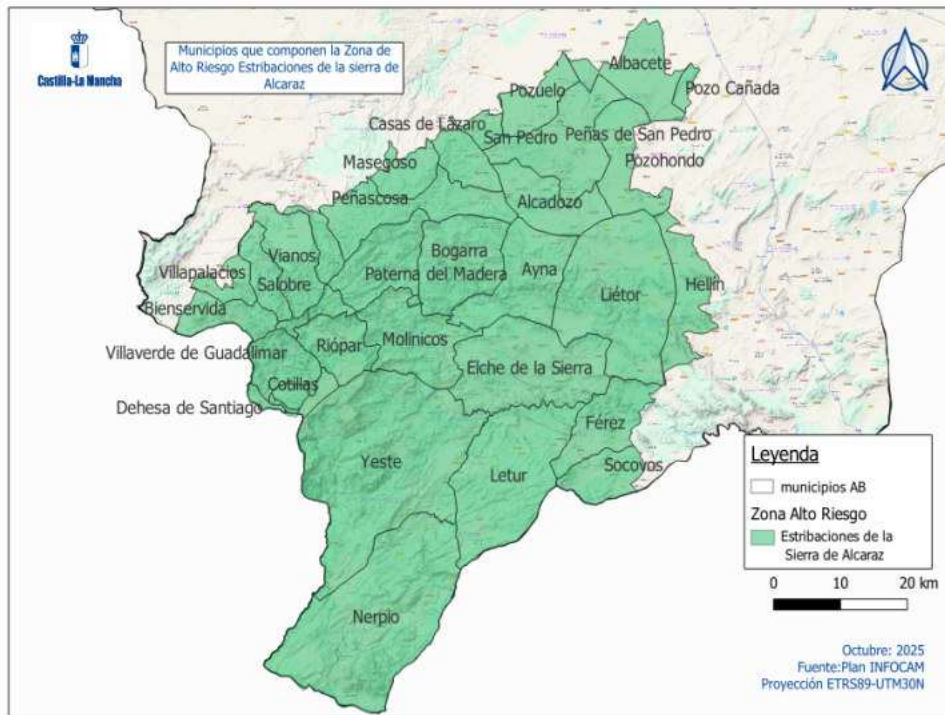 Castilla-La Mancha
Municipios que componen la Zona de
Alto Riesgo Estribaciones de la sierra de
Alcaraz
Albacete
Pozo Cañada
Pozuelo
Casas de Lázaro
San Pedro
Peñas de San Pedro
Pozohondo
Masegoso
Peñascosa
Alcadozo
Vianos
Bogarra
Paterna del Madera
Ayna
Villapalacios
Salobre
Liétor
Hellín
Bienservida
Villaverde de Guadalimar
Riópar
Molinicos
Elche de la Sierra
Cotillas
Dehesa de Santiago
Férez
Yeste
Letur
Socovos
Nerpio
Leyenda
municipios AB
Zona Alto Riesgo
Estribaciones de la
Sierra de Alcaraz
0 10 20 km
Octubre: 2025
Fuente:Plan INFOCAM
Proyección ETRS89-UTM30N